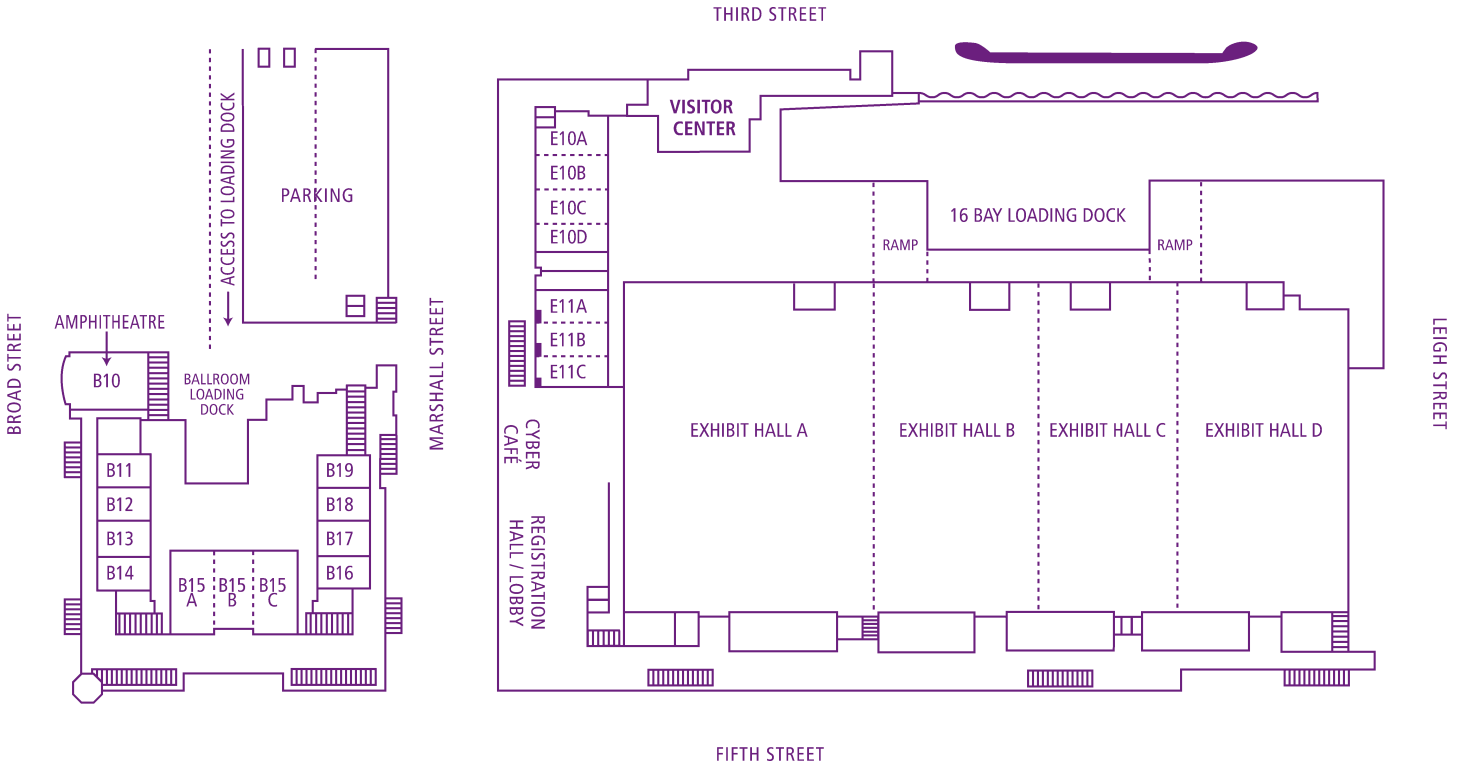 THIRD STREET
VISITOR
CENTER
ACCESS TO LOADING DOCK
PARKING
E10A
E10B
E10C
E10D
16 BAY LOADING DOCK
RAMP
RAMP
E11A
E11B
E11C
AMPHITHEATRE
B10
BALLROOM
LOADING
DOCK
BROAD STREET
MARSHALL STREET
LEIGH STREET
CYBER
CAFÉ
EXHIBIT HALL A
EXHIBIT HALL B
EXHIBIT HALL C
EXHIBIT HALL D
B11
B12
B13
B14
B19
B18
B17
B16
B15
A
B15
B
B15
C
REGISTRATION
HALL / LOBBY
FIFTH STREET